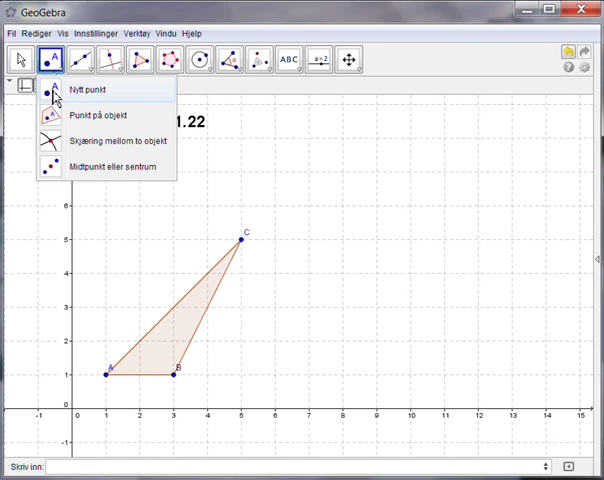 GeoGebra
Fil Rediger Vis Innstillinger Verktøy Vindu Hjelp
A ABC a=2
A Nytt punkt
A Punkt på objekt
Skjæring mellom to objekt
Midtpunkt eller sentrum
1.22
6
5
4
3
2
1
0
-1
C
A B
-1 0 1 2 3 4 5 6 7 8 9 10 11 12 13 14 15
Skriv inn: